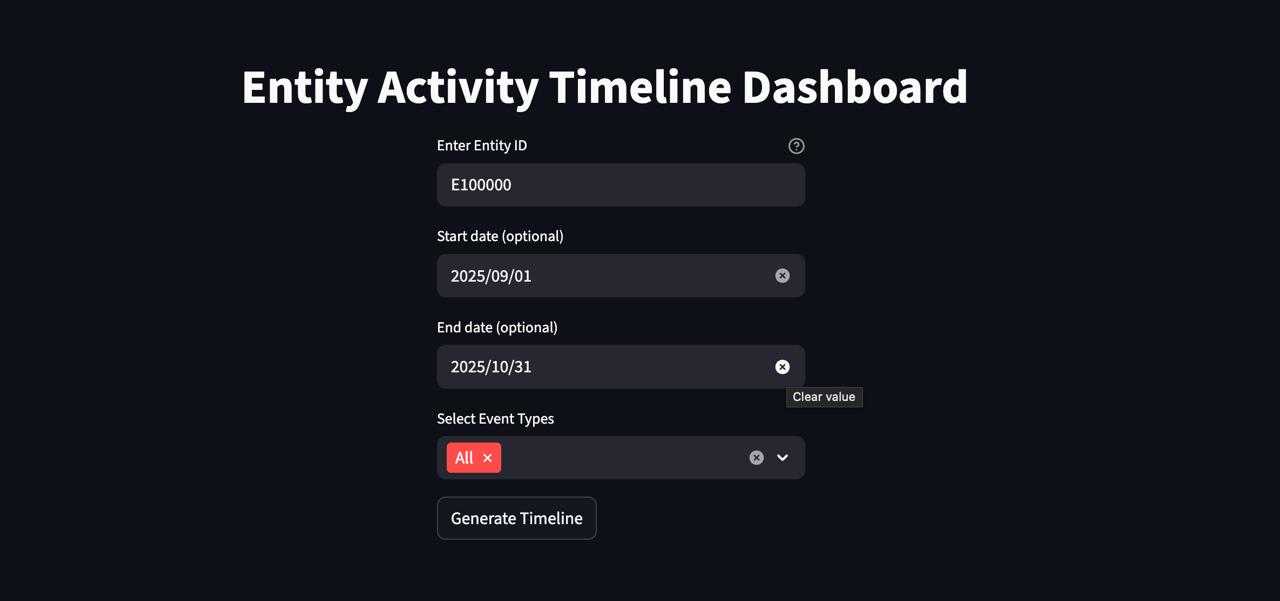 Entity Activity Timeline Dashboard
Enter Entity ID
E100000
Start date (optional)
2025/09/01
End date (optional)
2025/10/31
Clear value
Select Event Types
All
Generate Timeline